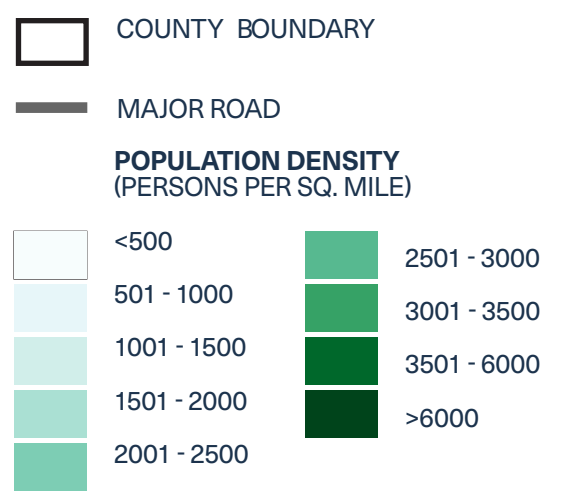 COUNTY BOUNDARY
MAJOR ROAD
POPULATION DENSITY
(PERSONS PER SQ. MILE)
<500
501 - 1000
1001 - 1500
1501 - 2000
2001 - 2500
2501 - 3000
3001 - 3500
3501 - 6000
>6000